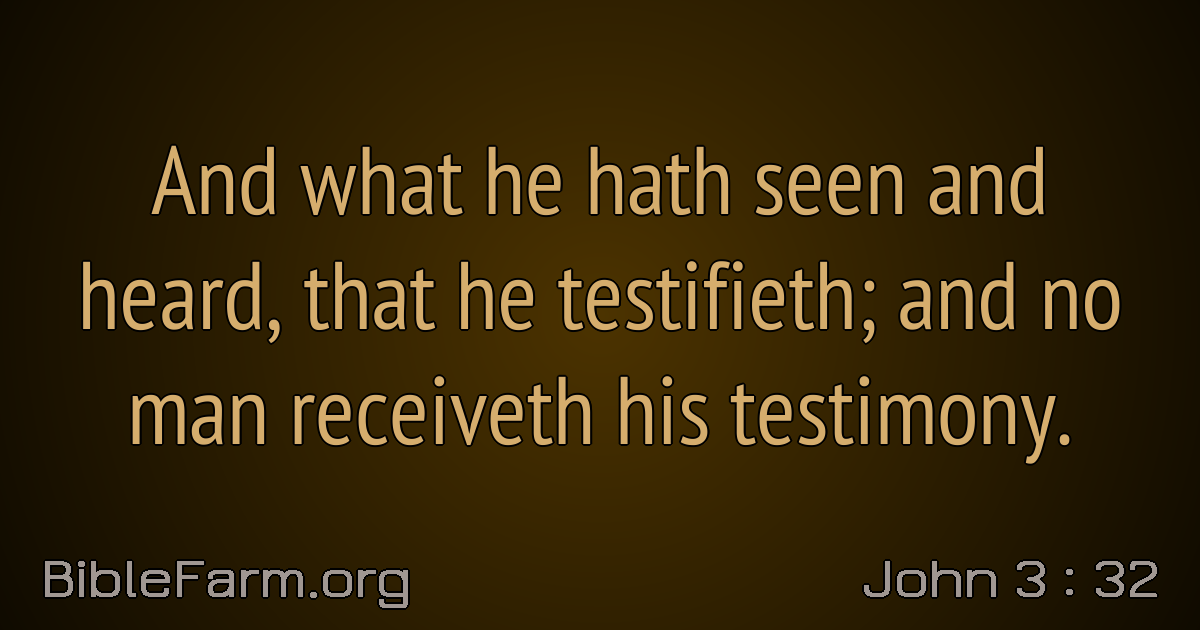 And what he hath seen and
heard, that he testifieth; and no
man receiveth his testimony.
BibleFarm.org
John 3 : 32